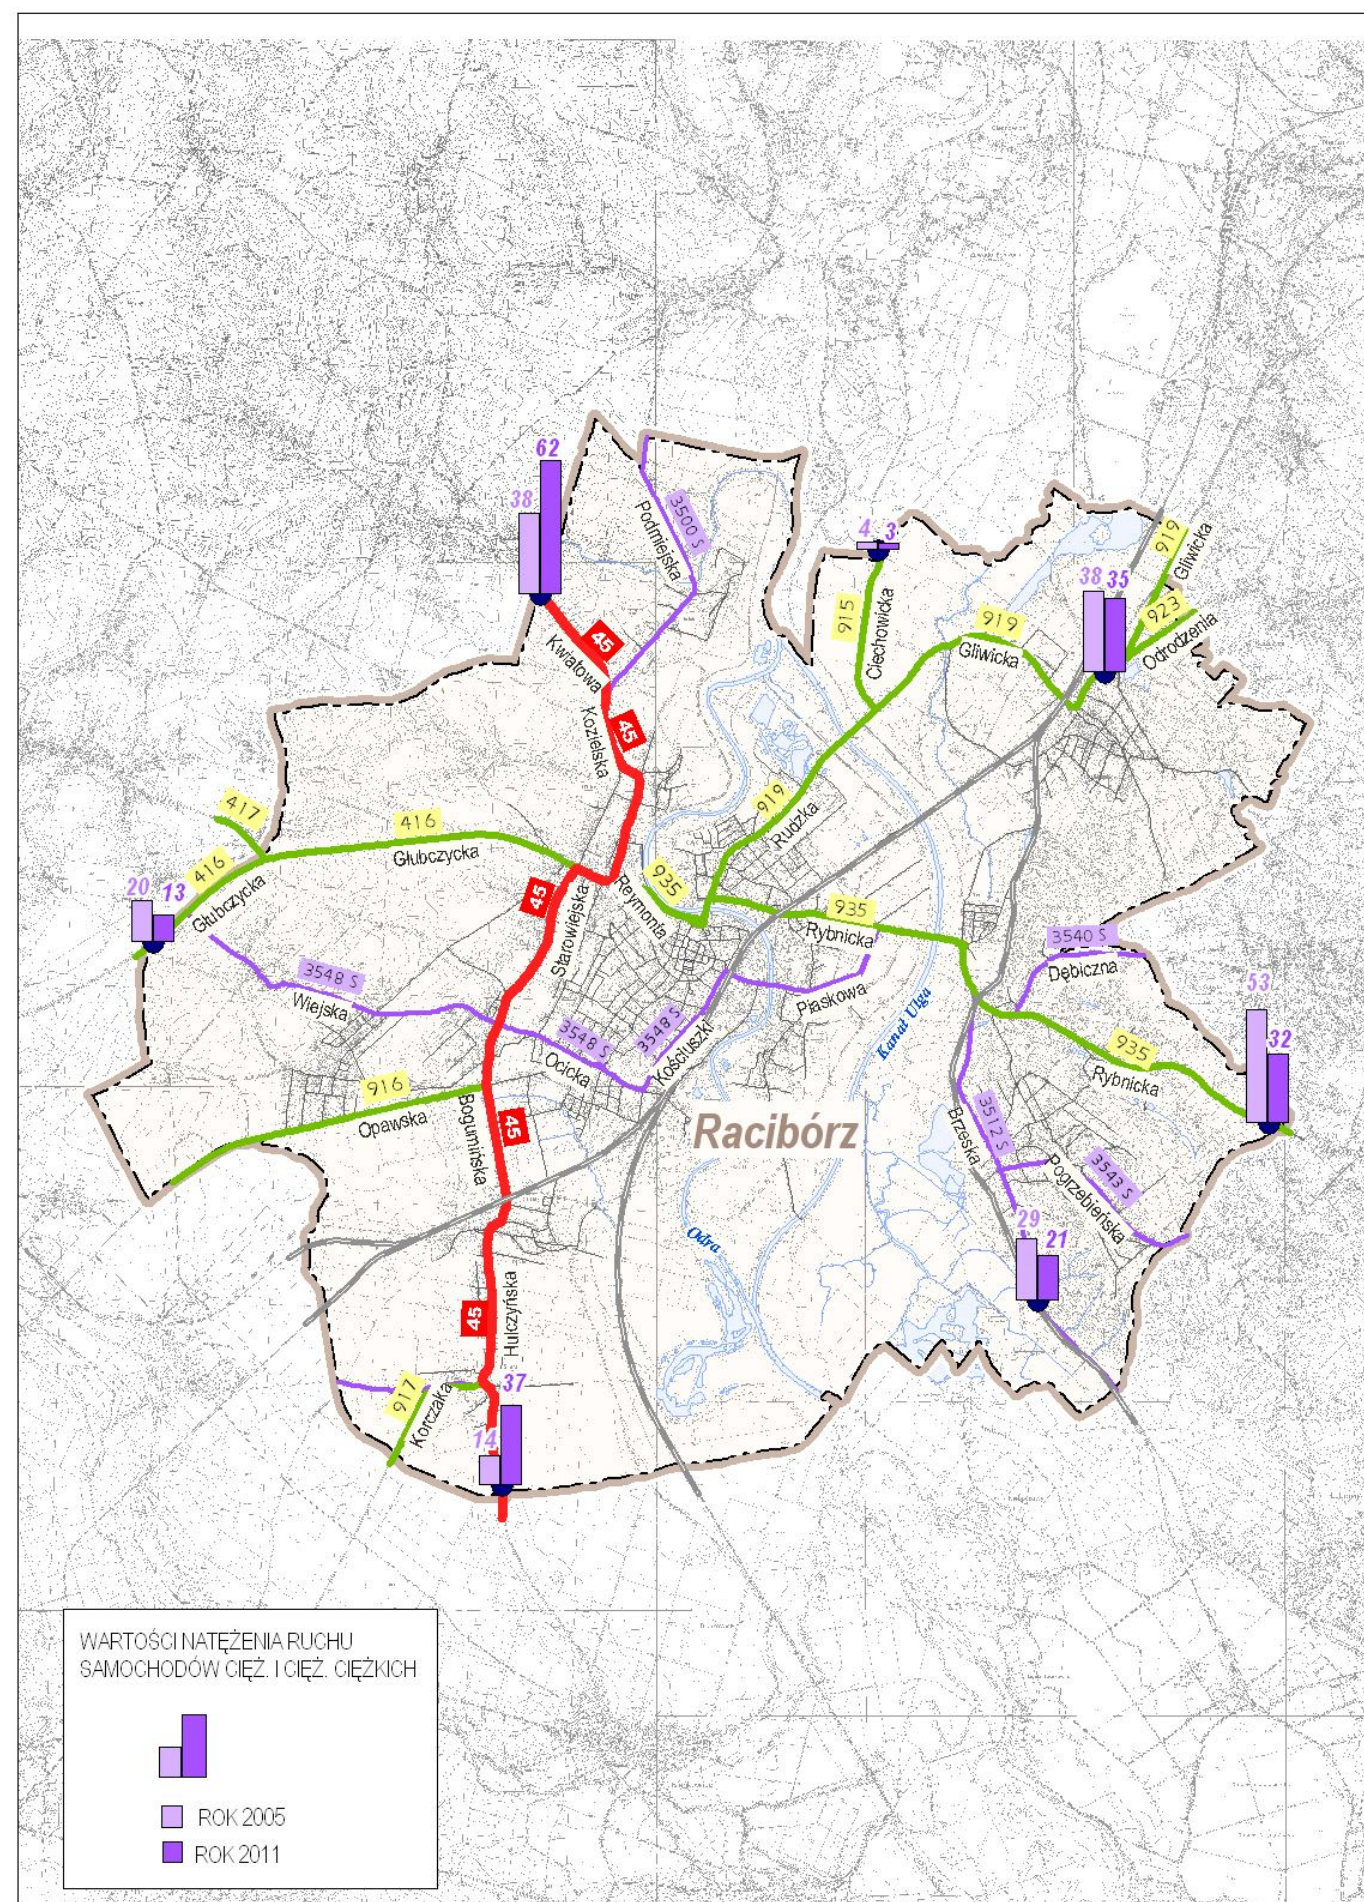 62
38
3500 S
Podmiejska
4
3
919
Gliwicka
38
35
923
Odrodzenia
915
Ciechowicka
919
Gliwicka
45
Kwiatowa
45
Kozielska
919
Rudzka
417
416
Głubczycka
416
Głubczycka
20
13
45
Starowiejska
Reymonta
935
935
Rybnicka
3540 S
Dębiczna
3548 S
Wiejska
3548 S
Ocicka
3548 S
Kościuszki
Piaskowa
Kanał Ulga
53
32
935
Rybnicka
916
Opawska
Bogumińska
45
Racibórz
Brzeska
3512 S
Pogrzebieńska
3543 S
29
21
Odra
45
Hulczyńska
917
Korczaka
37
14
WARTOŚCI NATĘŻENIA RUCHU
SAMOCHODÓW CIĘŻ. I CIĘŻ. CIĘŻKICH
ROK 2005
ROK 2011